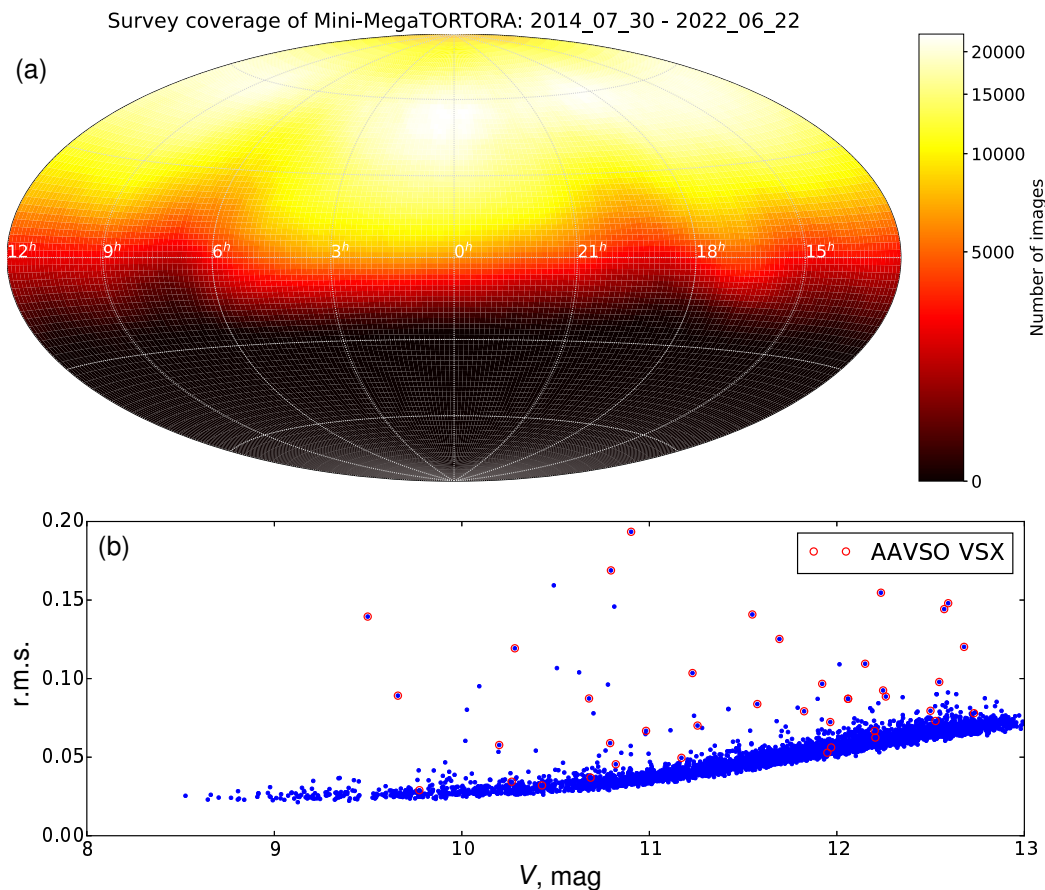 Survey coverage of Mini-MegaTORTORA: 2014_07_30 - 2022_06_22
(a)
20000
15000
10000
5000
0
Number of images
12h 9h 6h 3h 0h 21h 18h 15h
(b)
AAVSO VSX
0.20
0.15
0.10
0.05
0.00
r.m.s.
8 9 10 11 12 13
V, mag